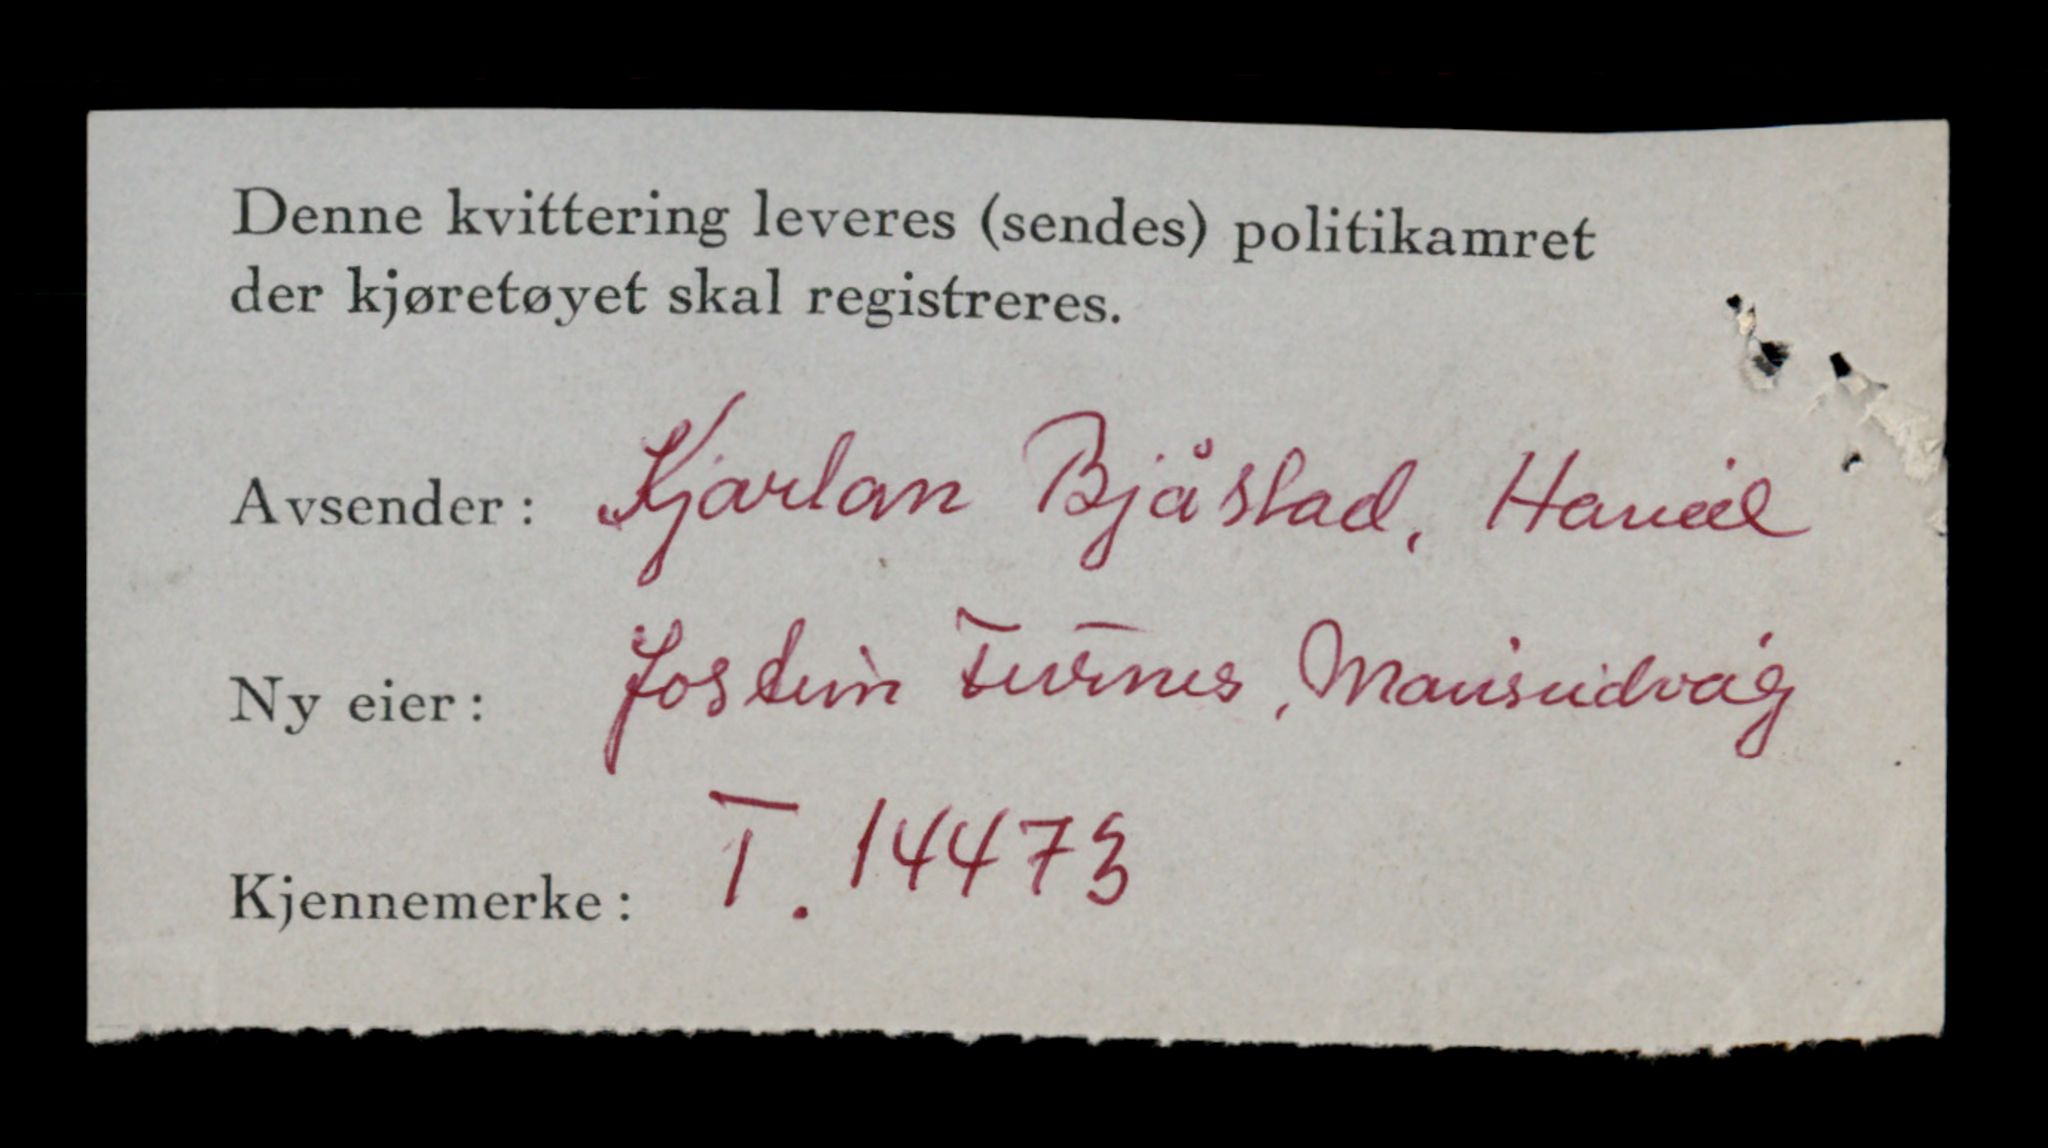 Denne kvittering leveres (sendes) politikamret
der kjøretøyet skal registreres.
Avsender: Kjartan Bjåstad, Hareid
Ny eier: Jostein Furnes, Mauseidvåg
Kjennemerke: T. 14473